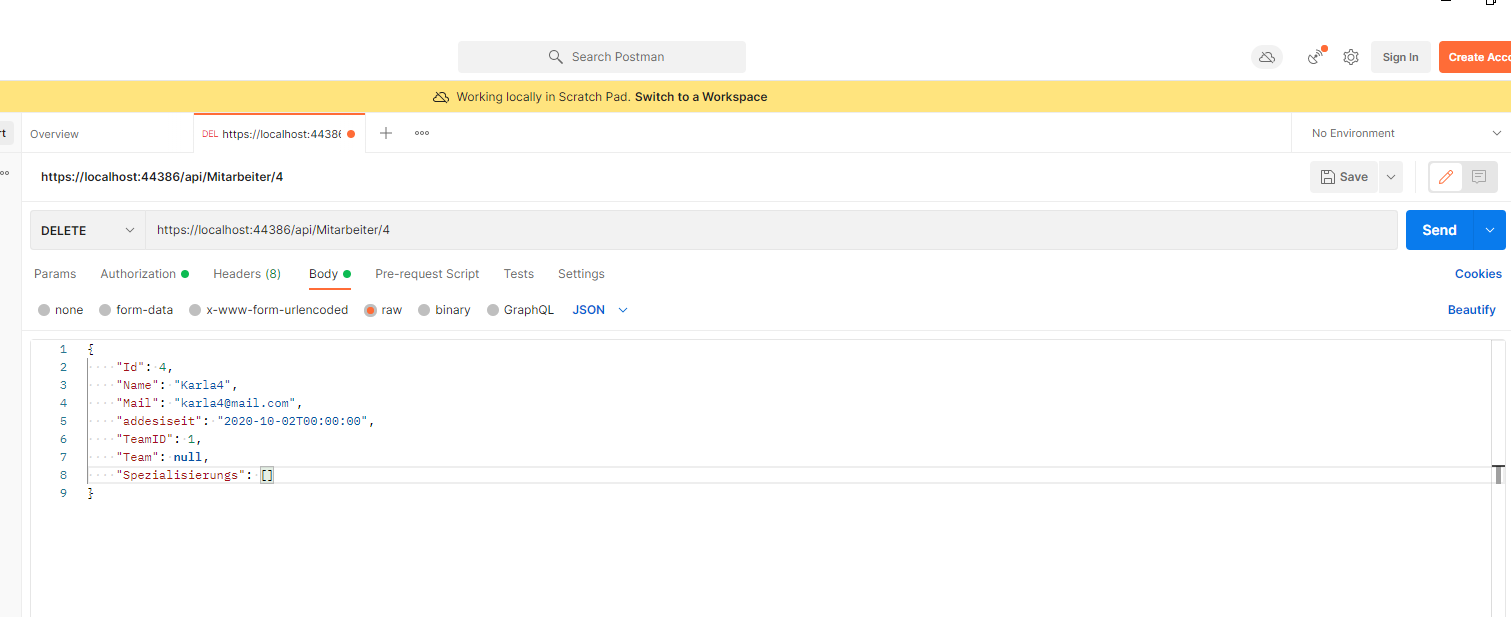 Search Postman
Sign In
Create Acco
Working locally in Scratch Pad. Switch to a Workspace
rt
Overview
DEL https://localhost:44386
No Environment
https://localhost:44386/api/Mitarbeiter/4
Save
DELETE
https://localhost:44386/api/Mitarbeiter/4
Send
Params Authorization Headers (8) Body Pre-request Script Tests Settings
Cookies
none form-data x-www-form-urlencoded raw binary GraphQL JSON
Beautify
1 {
2 "Id": 4,
3 "Name": "Karla4",
4 "Mail": "karla4@mail.com",
5 "addesiseit": "2020-10-02T00:00:00",
6 "TeamID": 1,
7 "Team": null,
8 "Spezialisierungs": []
9 }